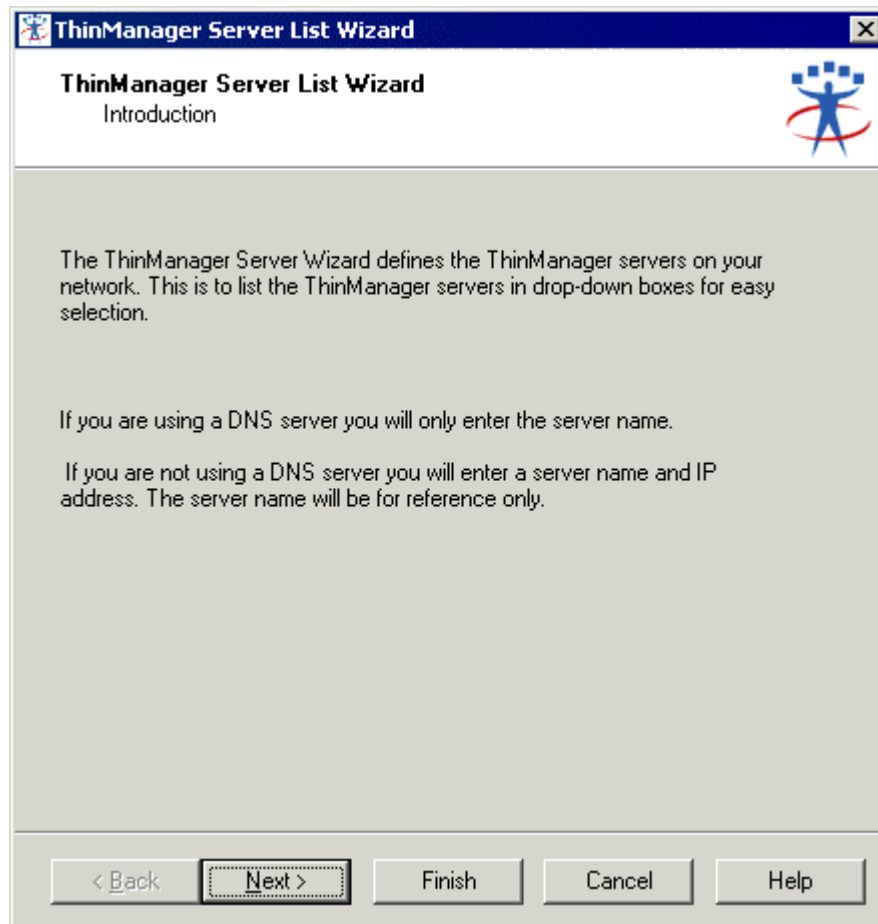 ThinManager Server List Wizard
ThinManager Server List Wizard
Introduction
The ThinManager Server Wizard defines the ThinManager servers on your
network. This is to list the ThinManager servers in drop-down boxes for easy
selection.
If you are using a DNS server you will only enter the server name.
If you are not using a DNS server you will enter a server name and IP
address. The server name will be for reference only.
< Back Next > Finish Cancel Help